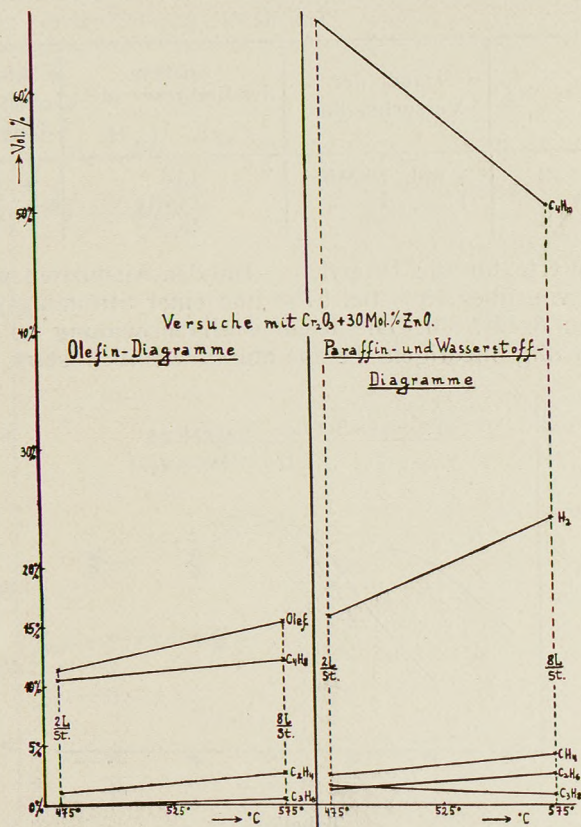 60%
→ Vol. %
50%
C₄H₁₀
40%
Versuche mit Cr₂O₃ + 30 Mol.% ZnO.
Olefin-Diagramme
Paraffin- und Wasserstoff-
Diagramme
30%
H₂
20%
Olef.
15%
C₄H₈
2L
St.
8L
St.
10%
2L
St.
8L
St.
5%
CH₄
C₂H₄
C₂H₆
C₃H₈
C₃H₆
0%
475°
525°
575°
475°
525°
575°
→ °C
→ °C